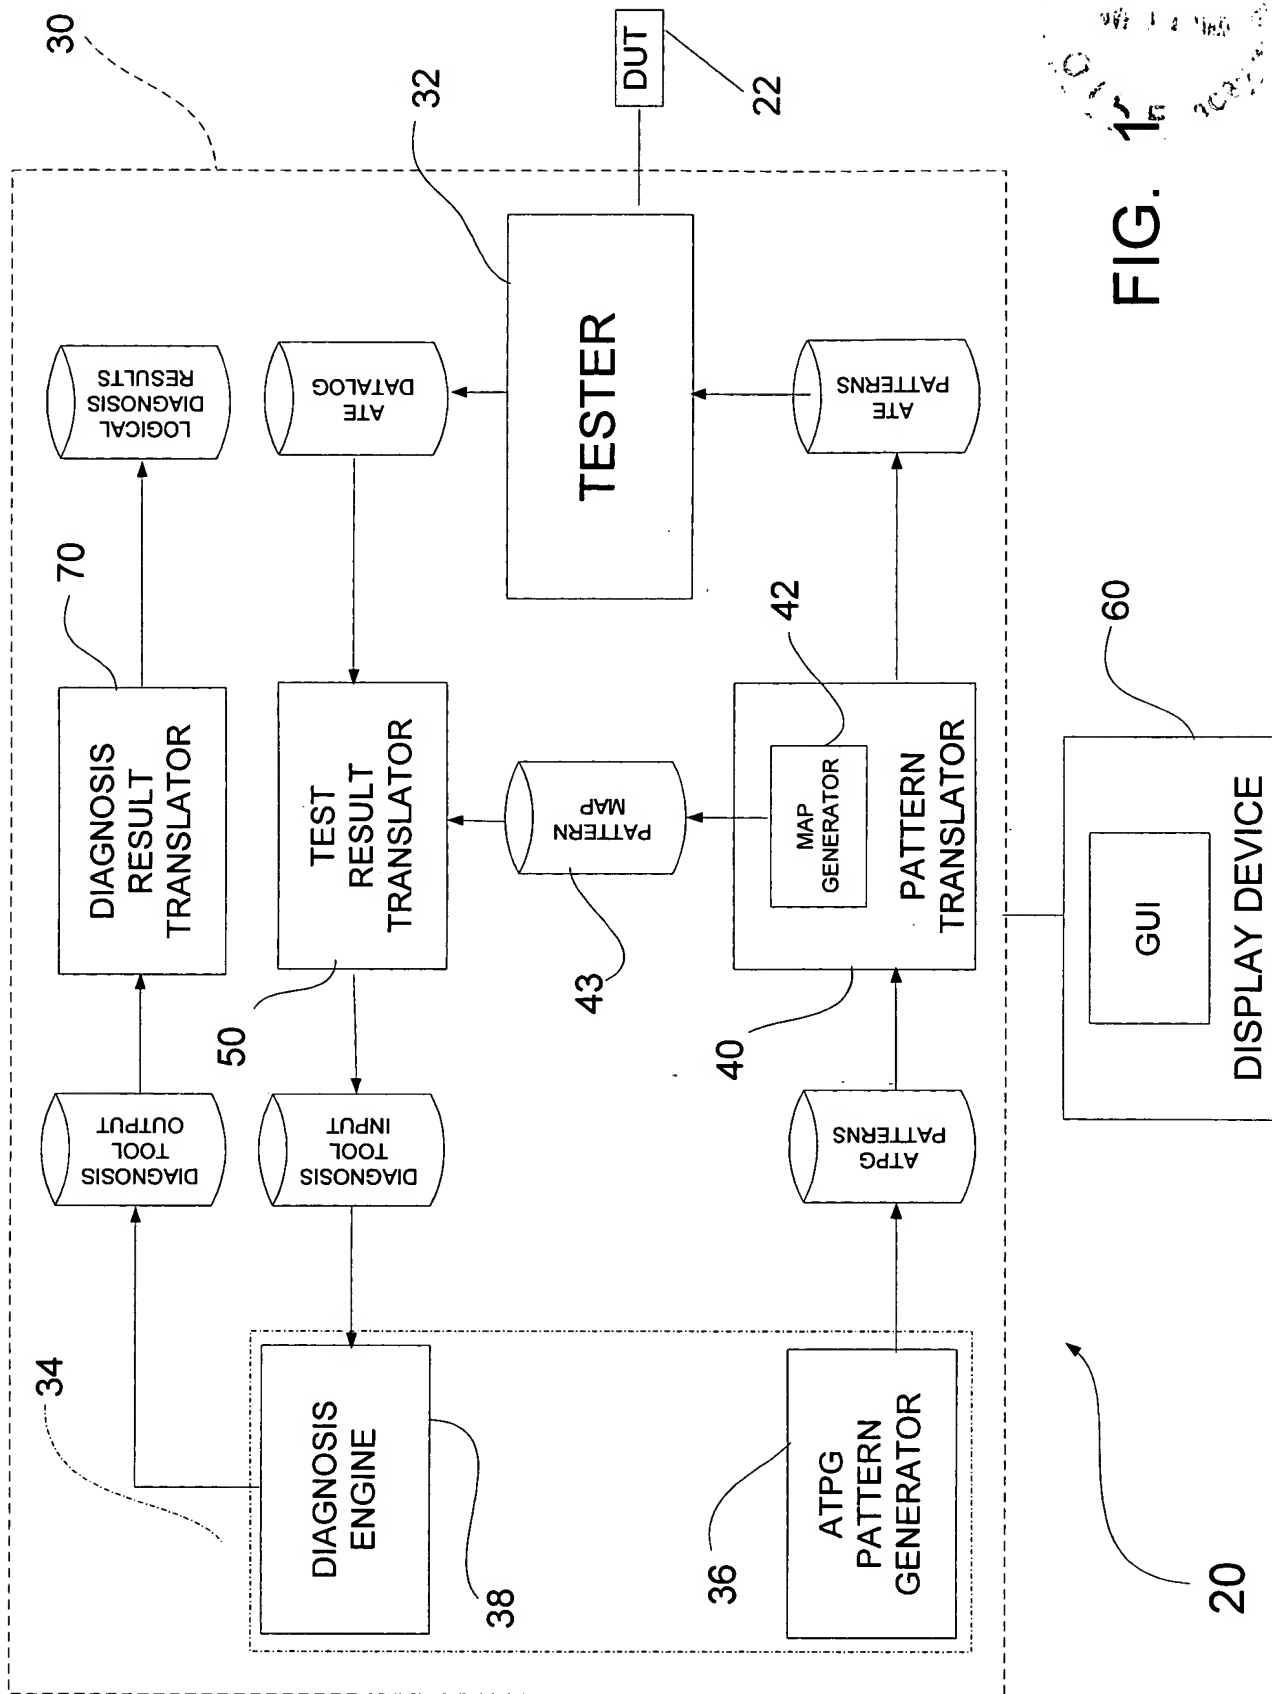 30
34
DIAGNOSIS
TOOL
OUTPUT
DIAGNOSIS
RESULT
TRANSLATOR
70
LOGICAL
DIAGNOSIS
RESULTS
DIAGNOSIS
ENGINE
38
DIAGNOSIS
TOOL
INPUT
TEST
RESULT
TRANSLATOR
50
ATE
DATALOG
32
PATTERN
MAP
43
TESTER
DUT
22
36
ATPG
PATTERN
GENERATOR
ATPG
PATTERNS
40
MAP
GENERATOR
42
PATTERN
TRANSLATOR
ATE
PATTERNS
20
GUI
DISPLAY DEVICE
60
FIG. 1